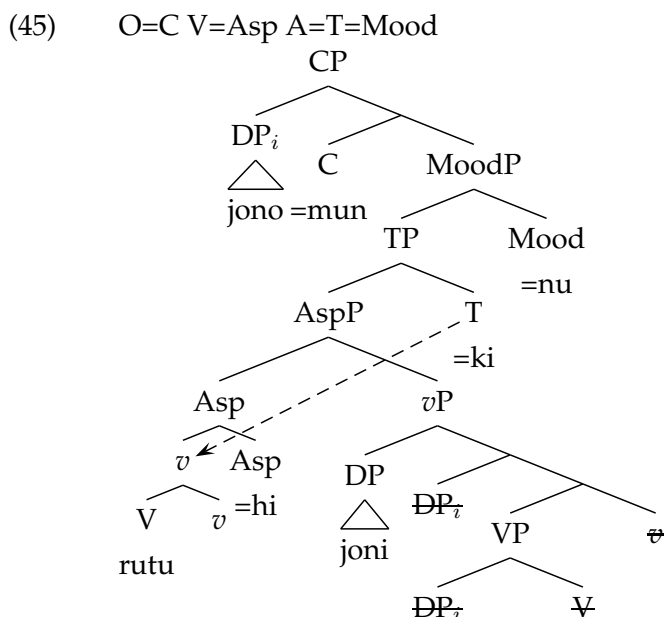 (45) O=C V=Asp A=T=Mood
CP
DPi
C
MoodP
jono =mun
TP
Mood
=nu
AspP
T
=ki
Asp
vP
v
Asp
DP
DPi
V
v
=hi
VP
v
rutu
joni
DPi
V